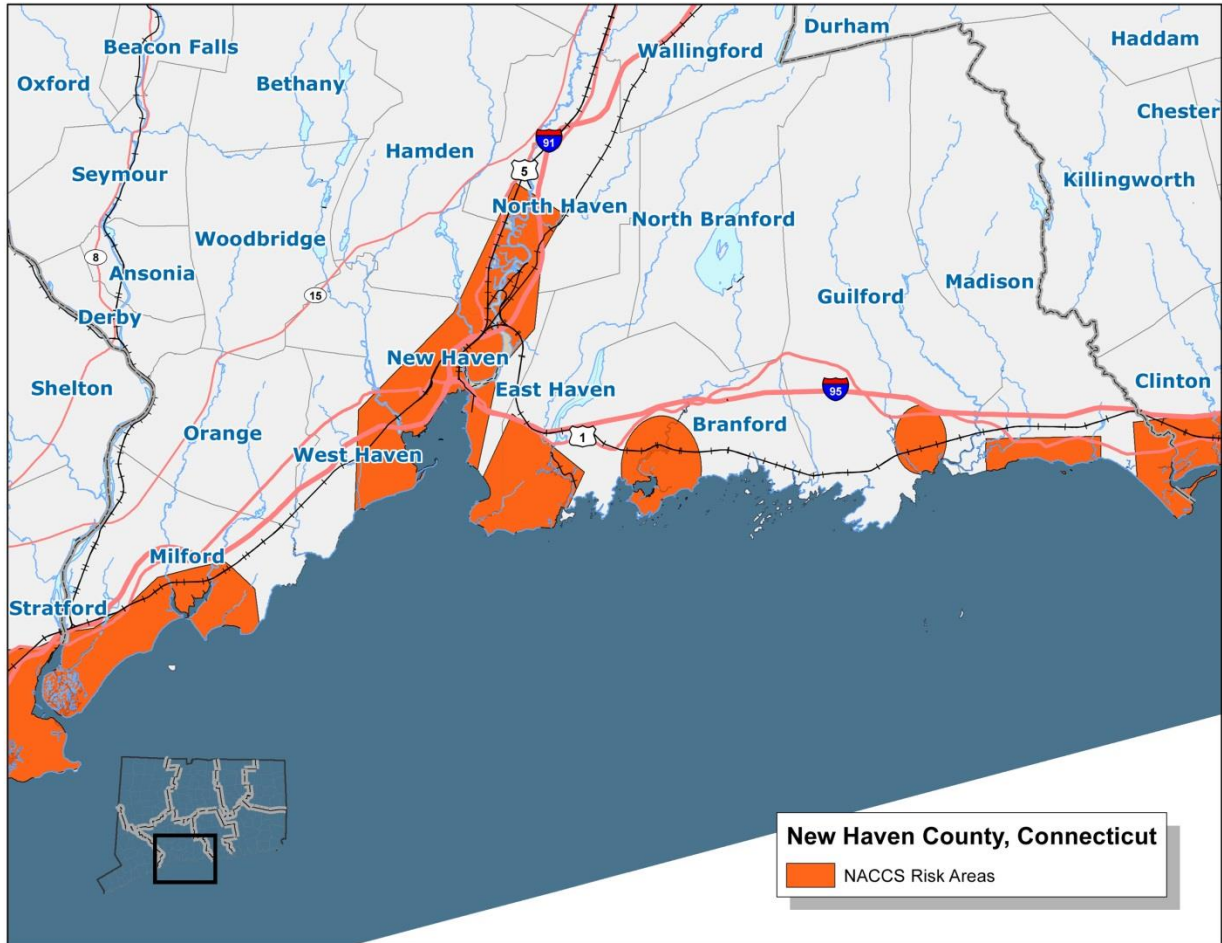 Durham
Beacon Falls
Wallingford
Haddam
Oxford
Bethany
Chester
91
Hamden
5
Seymour
Killingworth
North Haven
North Branford
Woodbridge
8
Ansonia
15
Madison
Guilford
Derby
New Haven
Shelton
East Haven
95
Clinton
Orange
1
Branford
West Haven
Milford
Stratford
New Haven County, Connecticut
NACCS Risk Areas